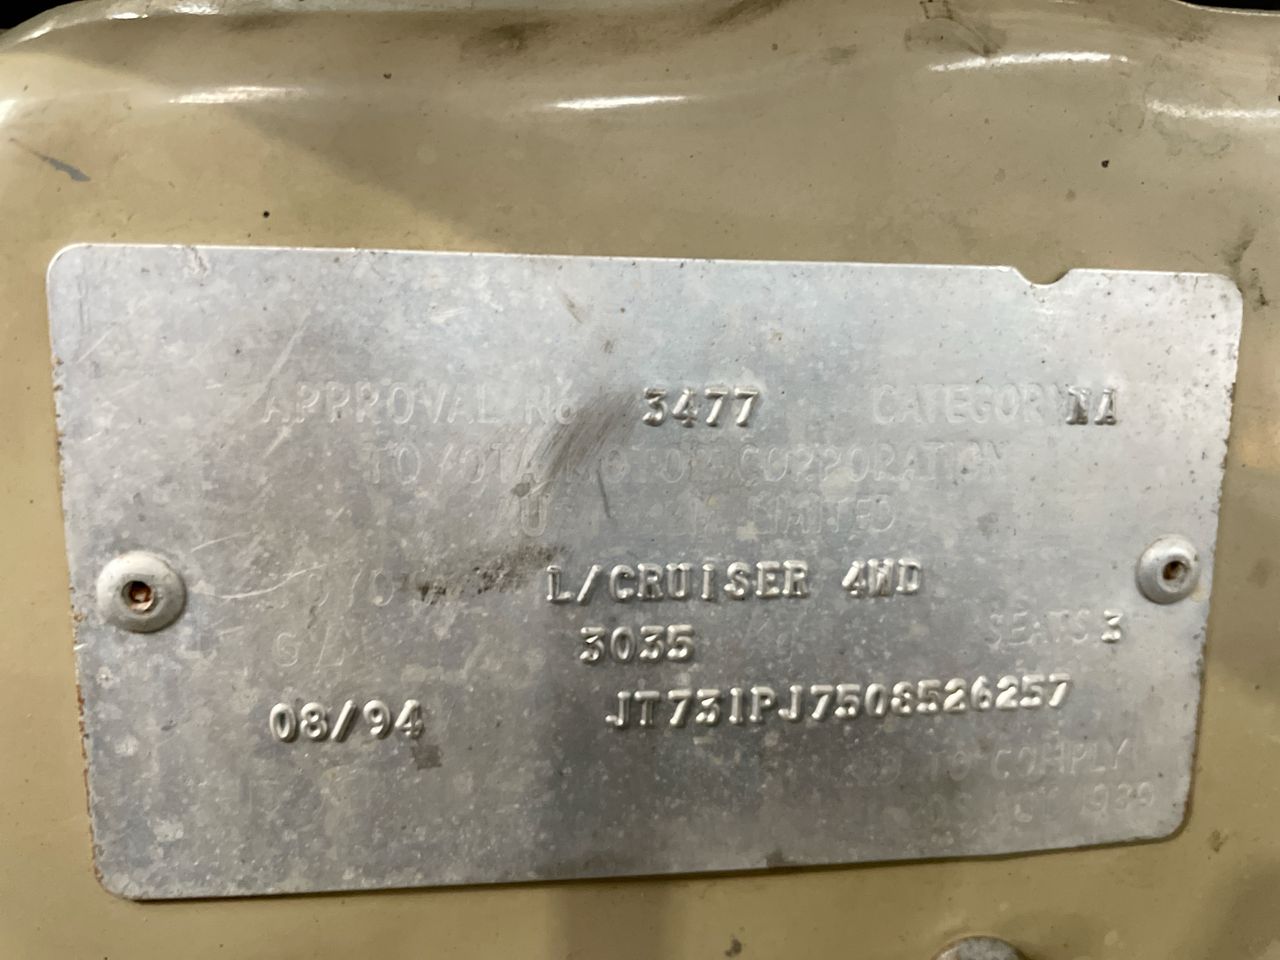 APPROVAL No 3477 CATEGORY NA
TOYOTA MOTOR CORPORATION
LIMITED
L/CRUISER 4WD
3035 SEATS 3
08/94 JT731PJ7508526257
TO COMPLY
ACT 1989